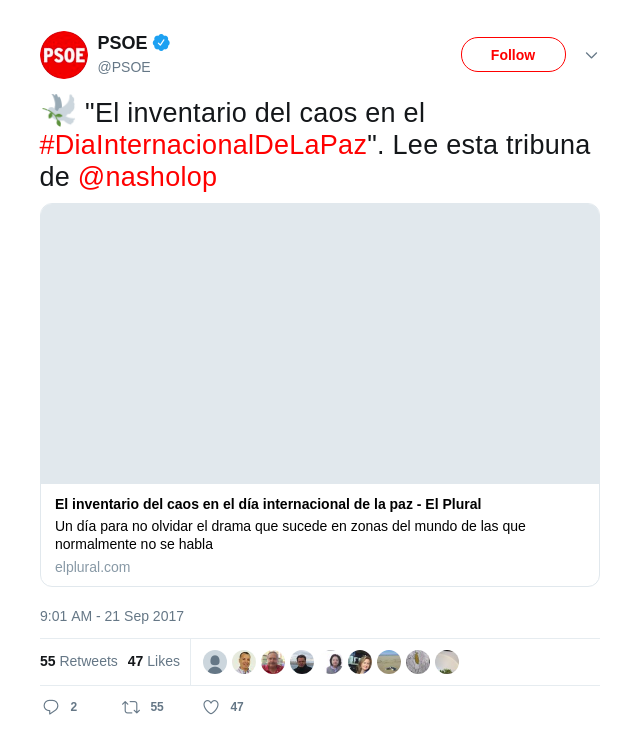 PSOE
PSOE
@PSOE
Follow
"El inventario del caos en el
#DiaInternacionalDeLaPaz". Lee esta tribuna
de @nasholop
El inventario del caos en el día internacional de la paz - El Plural
Un día para no olvidar el drama que sucede en zonas del mundo de las que
normalmente no se habla
elplural.com
9:01 AM - 21 Sep 2017
55 Retweets 47 Likes
2 55 47